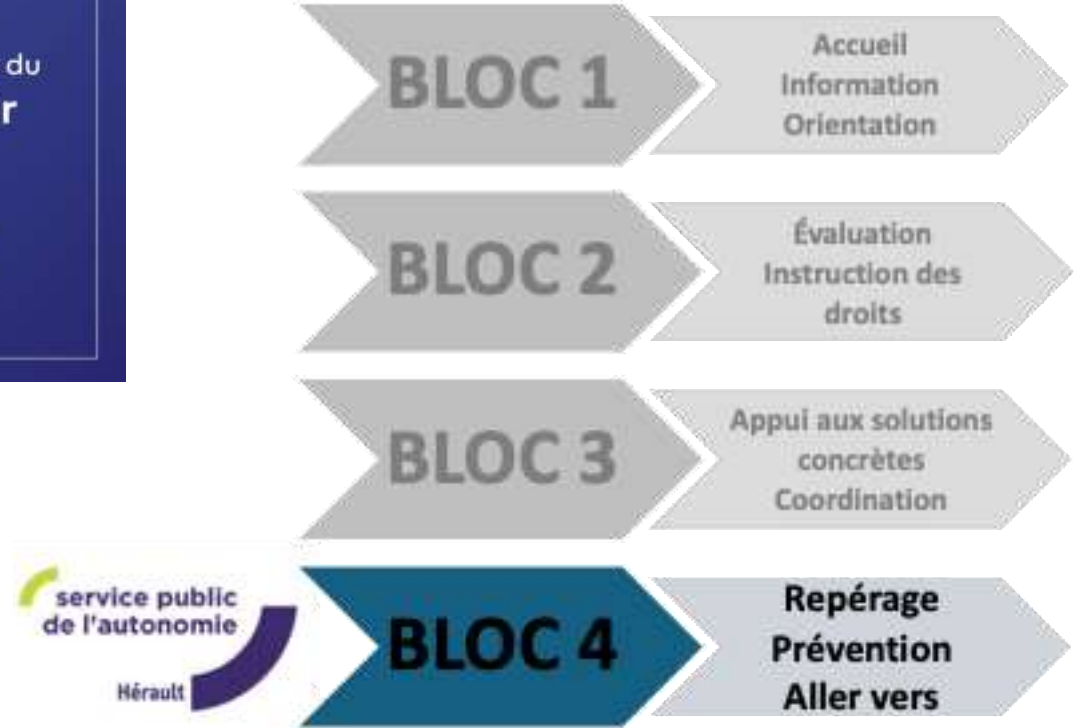 du
r
BLOC 1
Accueil
Information
Orientation
BLOC 2
Évaluation
Instruction des
droits
BLOC 3
Appui aux solutions
concrètes
Coordination
service public
de l'autonomie
Hérault
BLOC 4
Repérage
Prévention
Aller vers